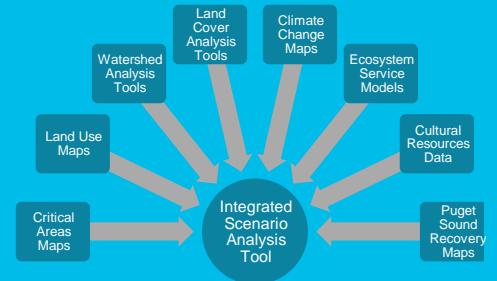 Land
Cover
Analysis
Tools
Climate
Change
Maps
Watershed
Analysis
Tools
Ecosystem
Service
Models
Land Use
Maps
Cultural
Resources
Data
Critical
Areas
Maps
Integrated
Scenario
Analysis
Tool
Puget
Sound
Recovery
Maps